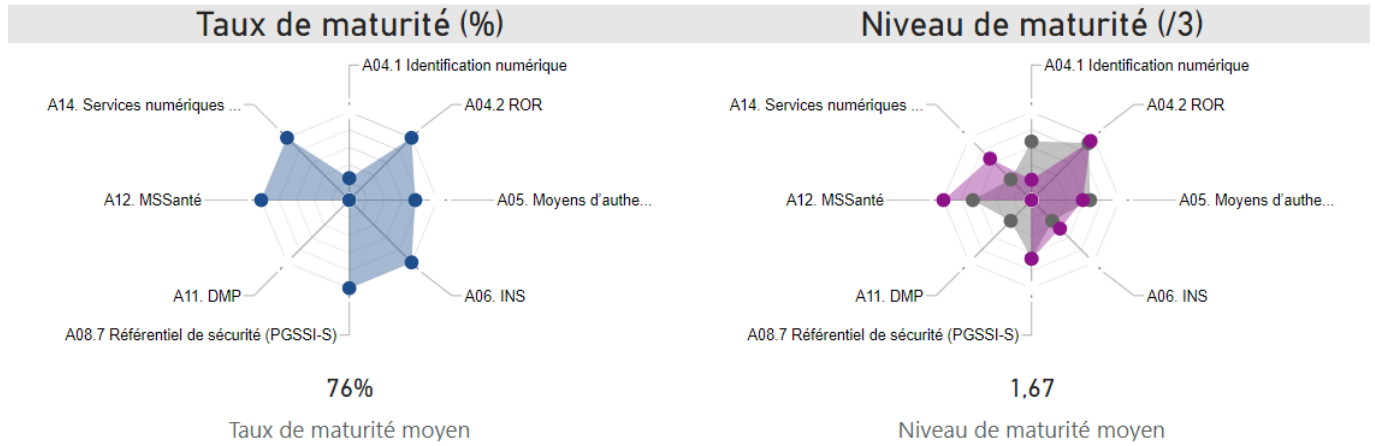 Taux de maturité (%)
A04.1 Identification numérique
A14. Services numériques ...
A04.2 ROR
A12. MSSanté
A05. Moyens d’authe...
A11. DMP
A06. INS
A08.7 Référentiel de sécurité (PGSSI-S)
76%
Taux de maturité moyen
Niveau de maturité (/3)
A04.1 Identification numérique
A14. Services numériques ...
A04.2 ROR
A12. MSSanté
A05. Moyens d’authe...
A11. DMP
A06. INS
A08.7 Référentiel de sécurité (PGSSI-S)
1,67
Niveau de maturité moyen